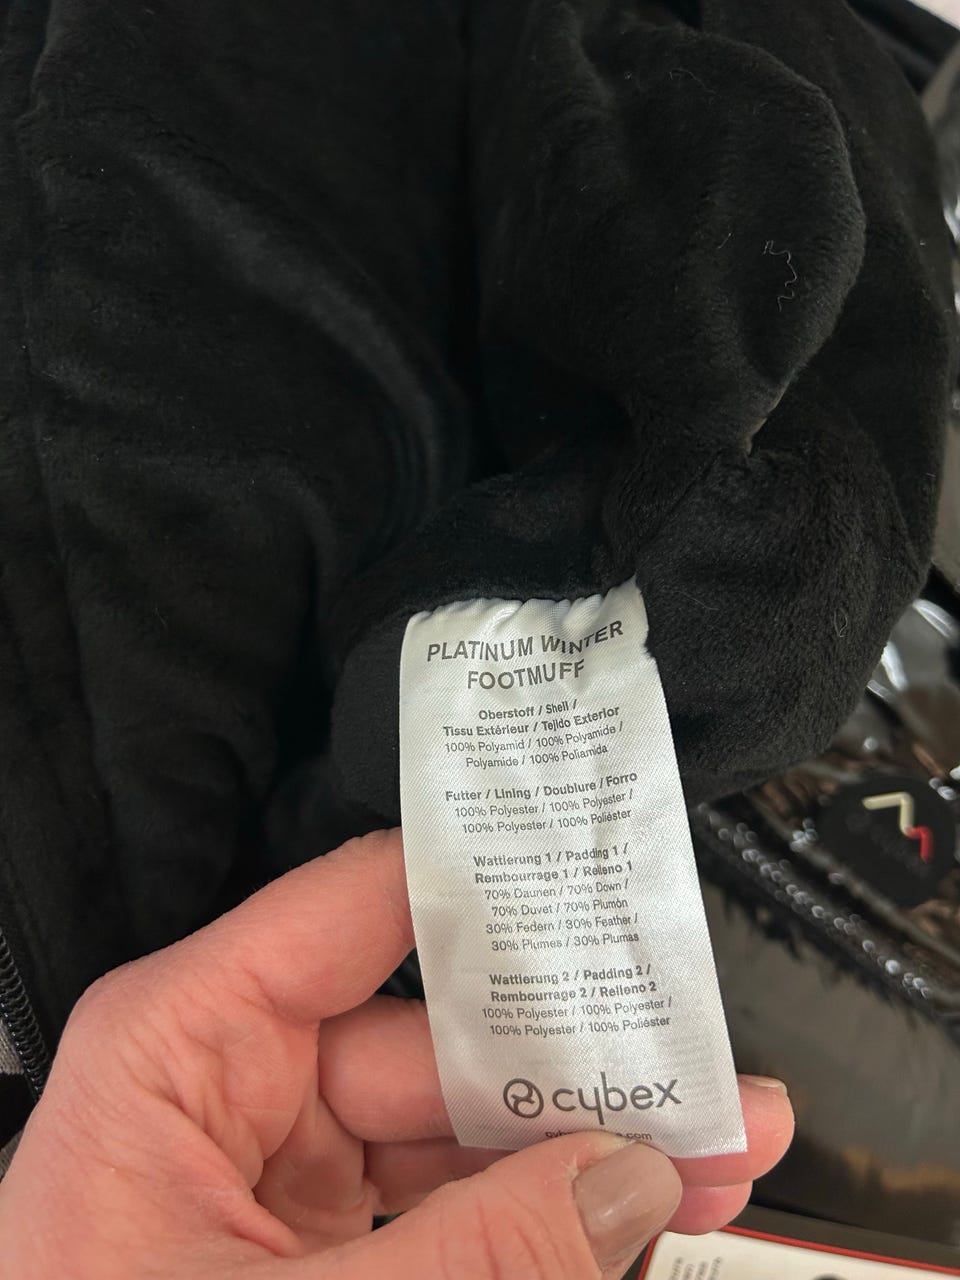 PLATINUM WINTER
FOOTMUFF
Oberstoff / Shell /
Tissu Extérieur / Tejido Exterior
100% Polyamid / 100% Polyamide /
Polyamide / 100% Poliamida
Futter / Lining / Doublure / Forro
100% Polyester / 100% Polyester /
100% Polyester / 100% Poliéster
Wattierung 1 / Padding 1 /
Rembourrage 1 / Relleno 1
70% Daunen / 70% Down /
70% Duvet / 70% Plumón
30% Federn / 30% Feather /
30% Plumes / 30% Plumas
Wattierung 2 / Padding 2 /
Rembourrage 2 / Relleno 2
100% Polyester / 100% Polyester /
100% Polyester / 100% Poliéster
cybex